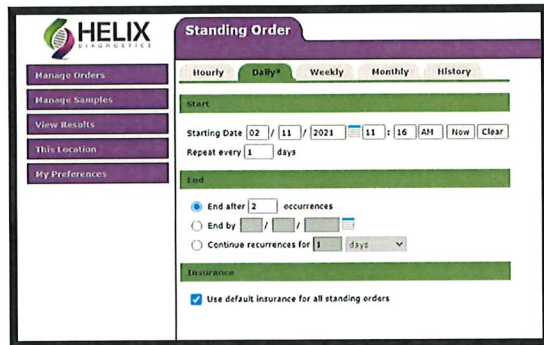 HELIX
DIAGNOSTICS
Standing Order
Manage Orders
Manage Samples
View Results
This Location
My Preferences
Hourly Daily* Weekly Monthly History
Start
Starting Date 02 / 11 / 2021 11 : 16 AM Now Clear
Repeat every 1 days
End
End after 2 occurrences
End by / /
Continue recurrences for 1 days
Insurance
Use default insurance for all standing orders